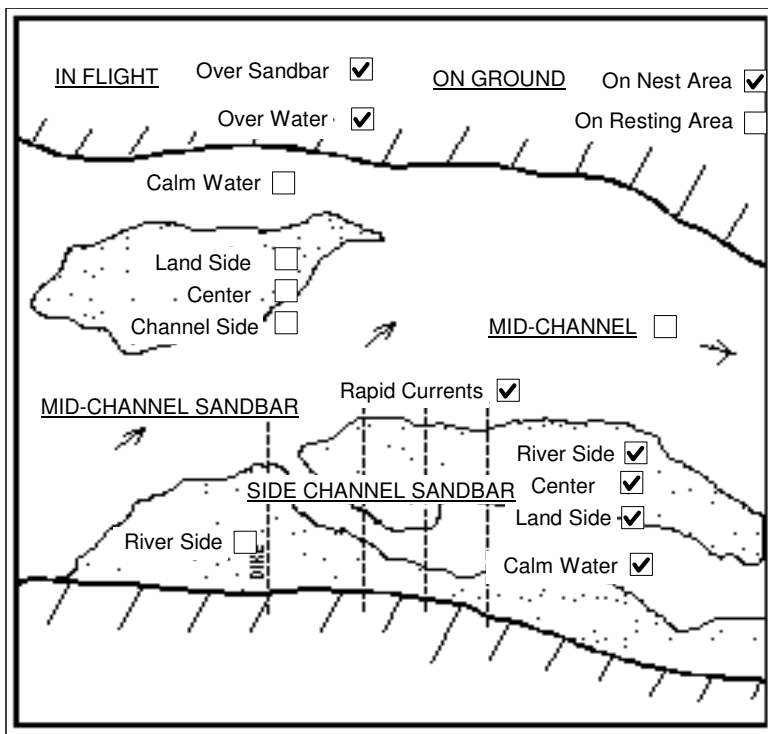 IN FLIGHT
Over Sandbar ☑
ON GROUND
On Nest Area ☑
Over Water ☑
On Resting Area ☐
Calm Water ☐
Land Side ☐
Center ☐
Channel Side ☐
MID-CHANNEL ☐
Rapid Currents ☑
MID-CHANNEL SANDBAR
River Side ☑
SIDE CHANNEL SANDBAR
Center ☑
Land Side ☑
River Side ☐
DIKE
Calm Water ☑